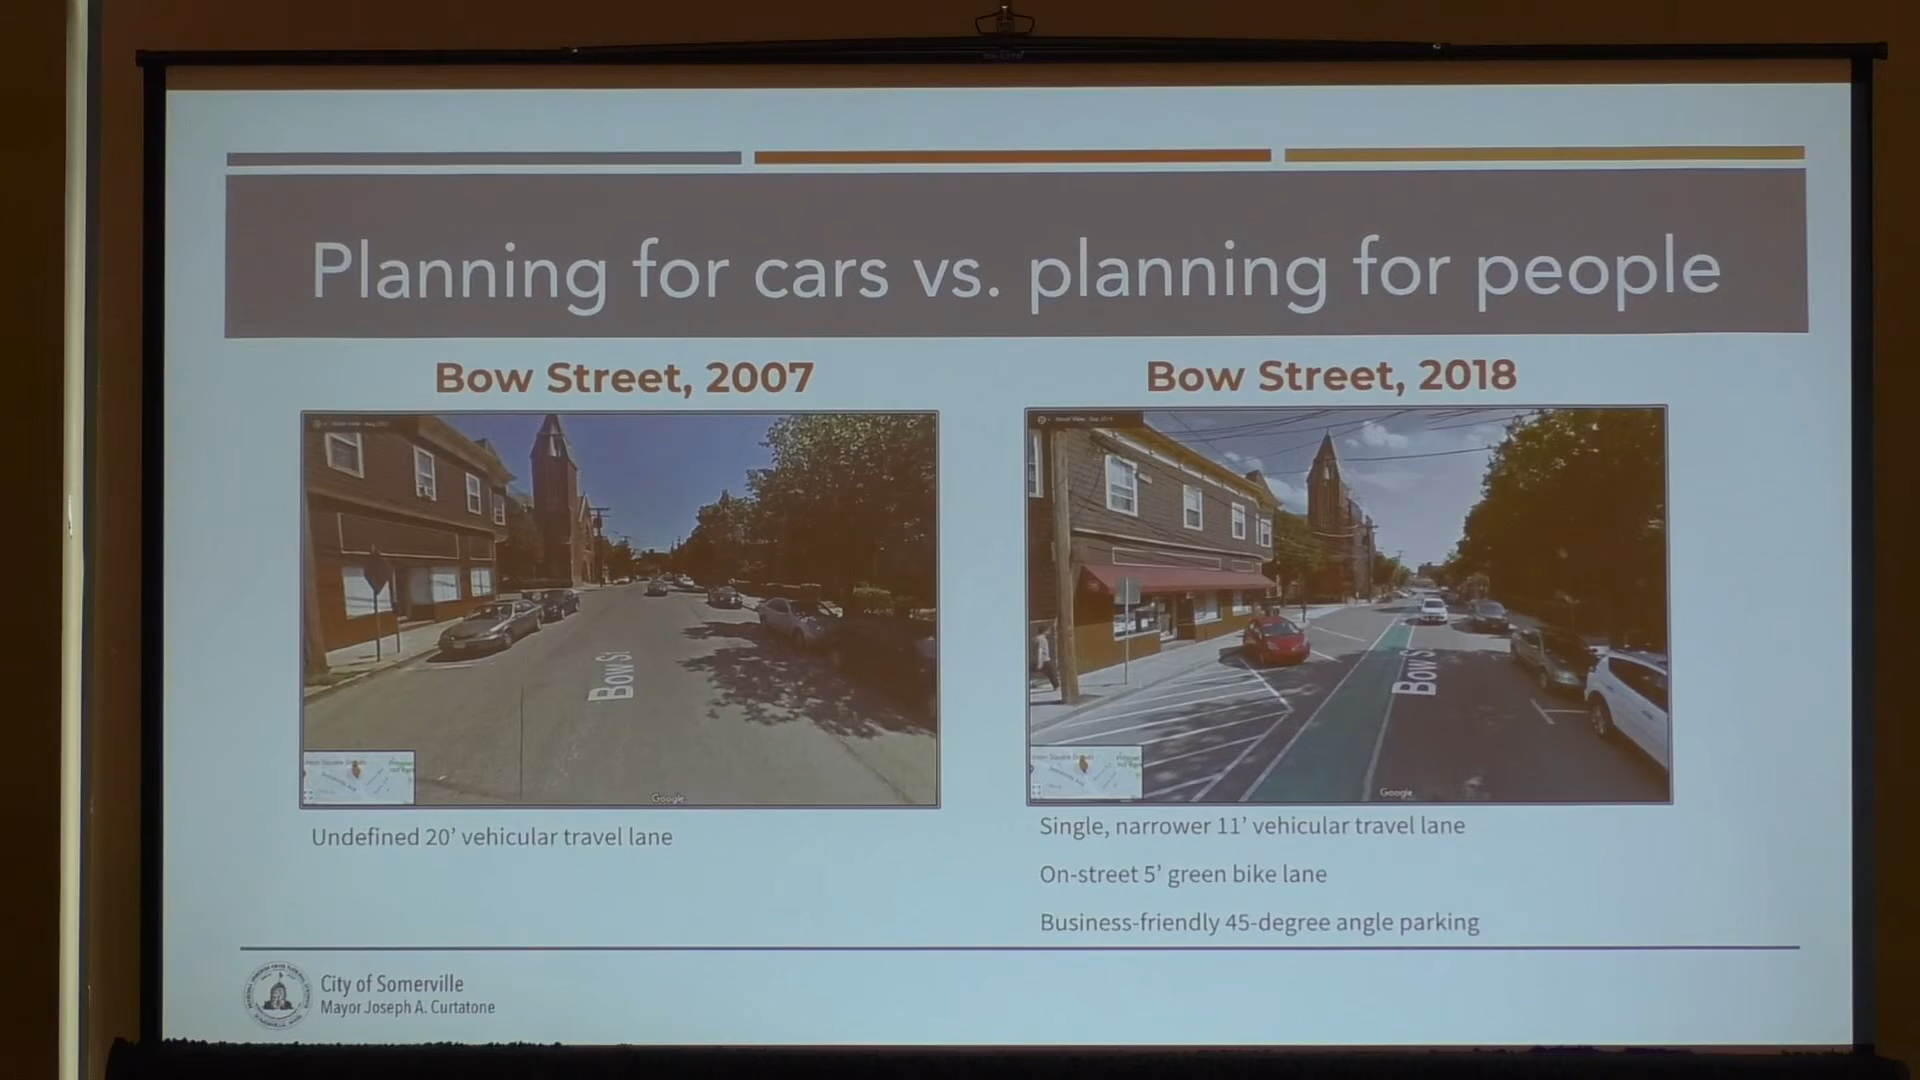 Planning for cars vs. planning for people
Bow Street, 2007
Bow Street, 2018
Bow St
Google
Bow S
Google
Undefined 20' vehicular travel lane
Single, narrower 11' vehicular travel lane
On-street 5' green bike lane
Business-friendly 45-degree angle parking
City of Somerville
Mayor Joseph A. Curtatone